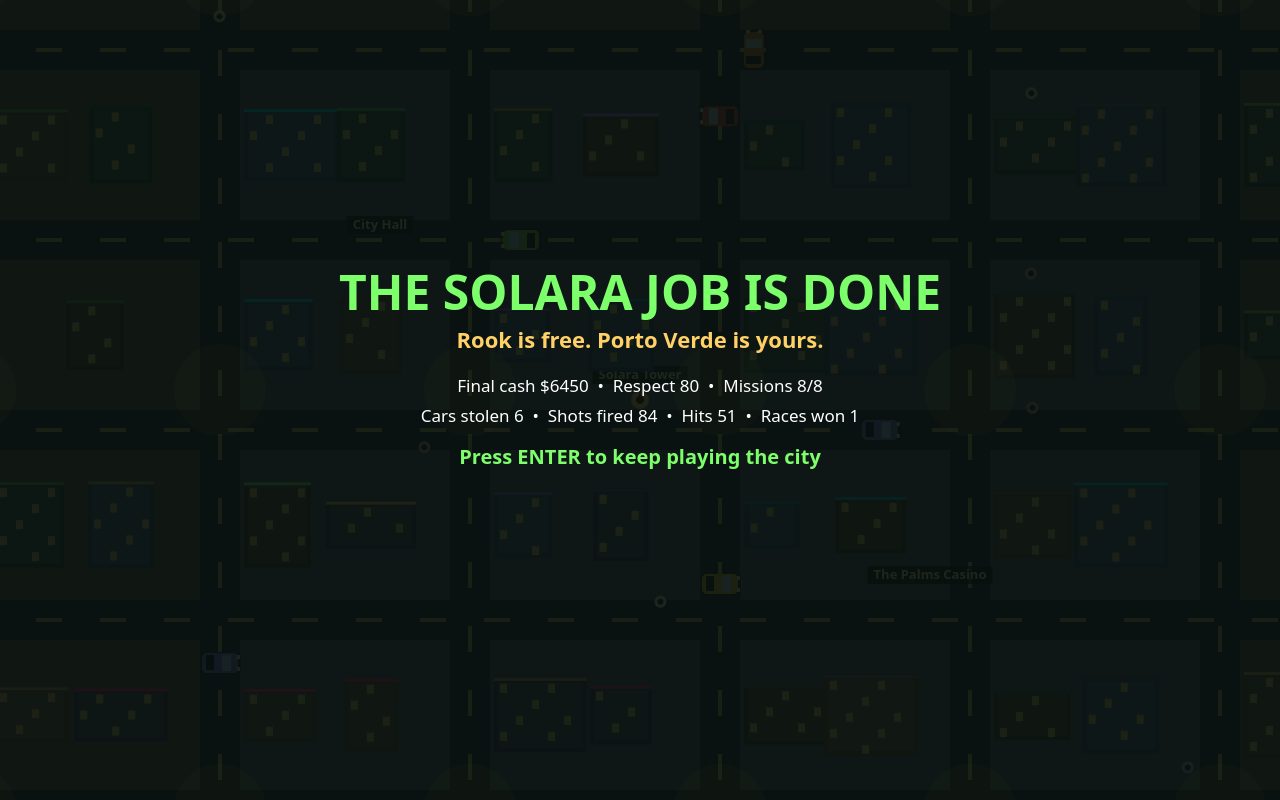 City Hall
THE SOLARA JOB IS DONE
Rook is free. Porto Verde is yours.
Solara Tower
Final cash $6450 • Respect 80 • Missions 8/8
Cars stolen 6 • Shots fired 84 • Hits 51 • Races won 1
Press ENTER to keep playing the city
The Palms Casino